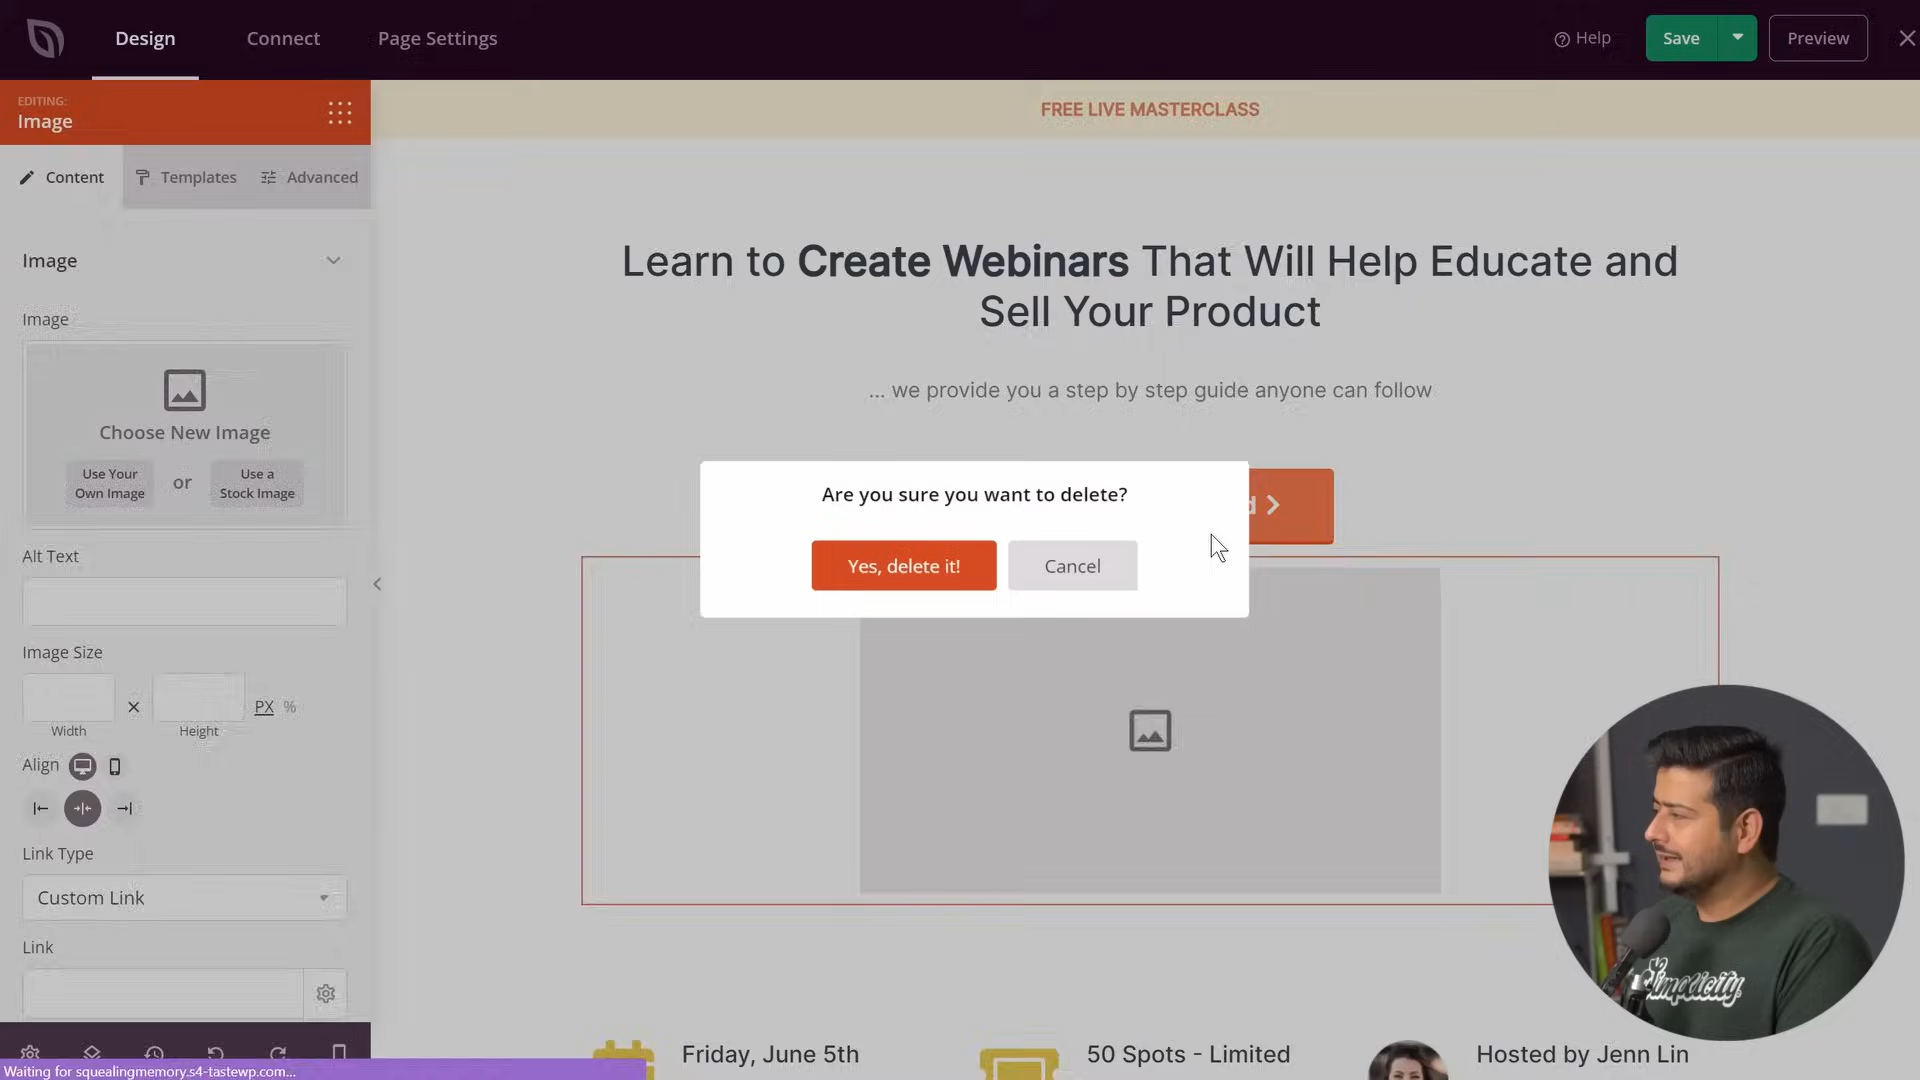 Design
Connect
Page Settings
Help
Save
Preview
EDITING:
Image
FREE LIVE MASTERCLASS
Content
Templates
Advanced
Image
Learn to Create Webinars That Will Help Educate and
Sell Your Product
Image
... we provide you a step by step guide anyone can follow
Choose New Image
Use Your
Own Image
or
Use a
Stock Image
Are you sure you want to delete?
Yes, delete it!
Cancel
Alt Text
Image Size
×
PX %
Width
Height
Align
Link Type
Custom Link
Link
Simplicity
Friday, June 5th
50 Spots - Limited
Hosted by Jenn Lin
Waiting for squealingmemory.s4-tastewp.com...